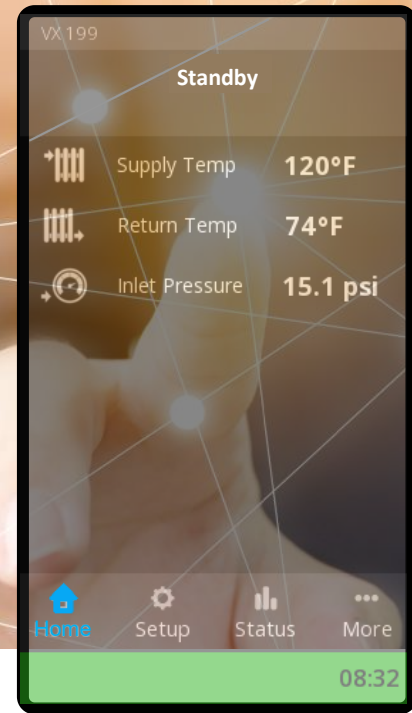 VX 199
Standby
Supply Temp 120°F
Return Temp 74°F
Inlet Pressure 15.1 psi
Home Setup Status More
08:32